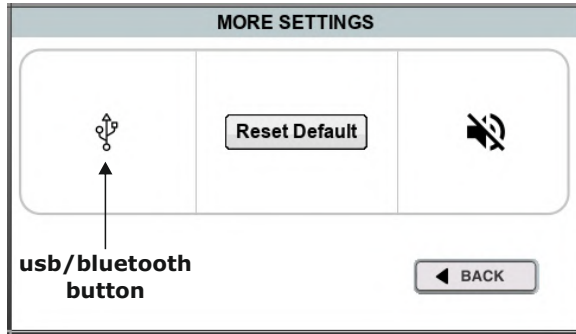 MORE SETTINGS
Reset Default
usb/bluetooth
button
BACK